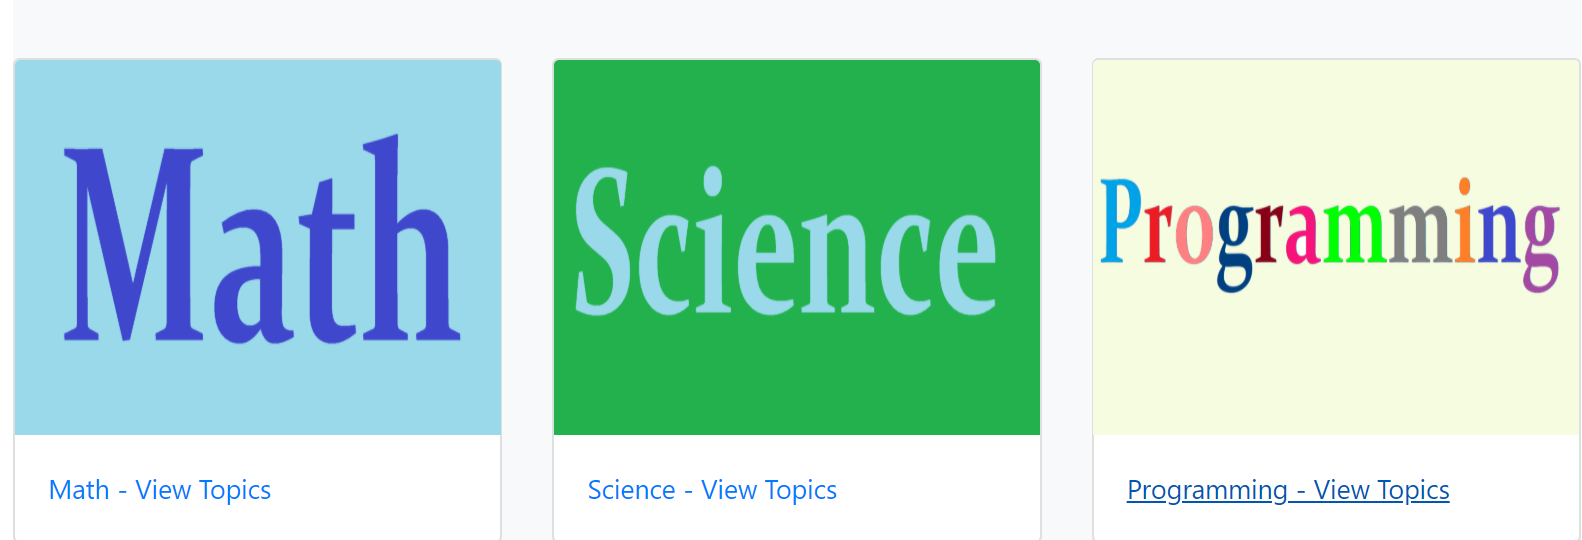 Math
Science
Programming
Math - View Topics
Science - View Topics
Programming - View Topics